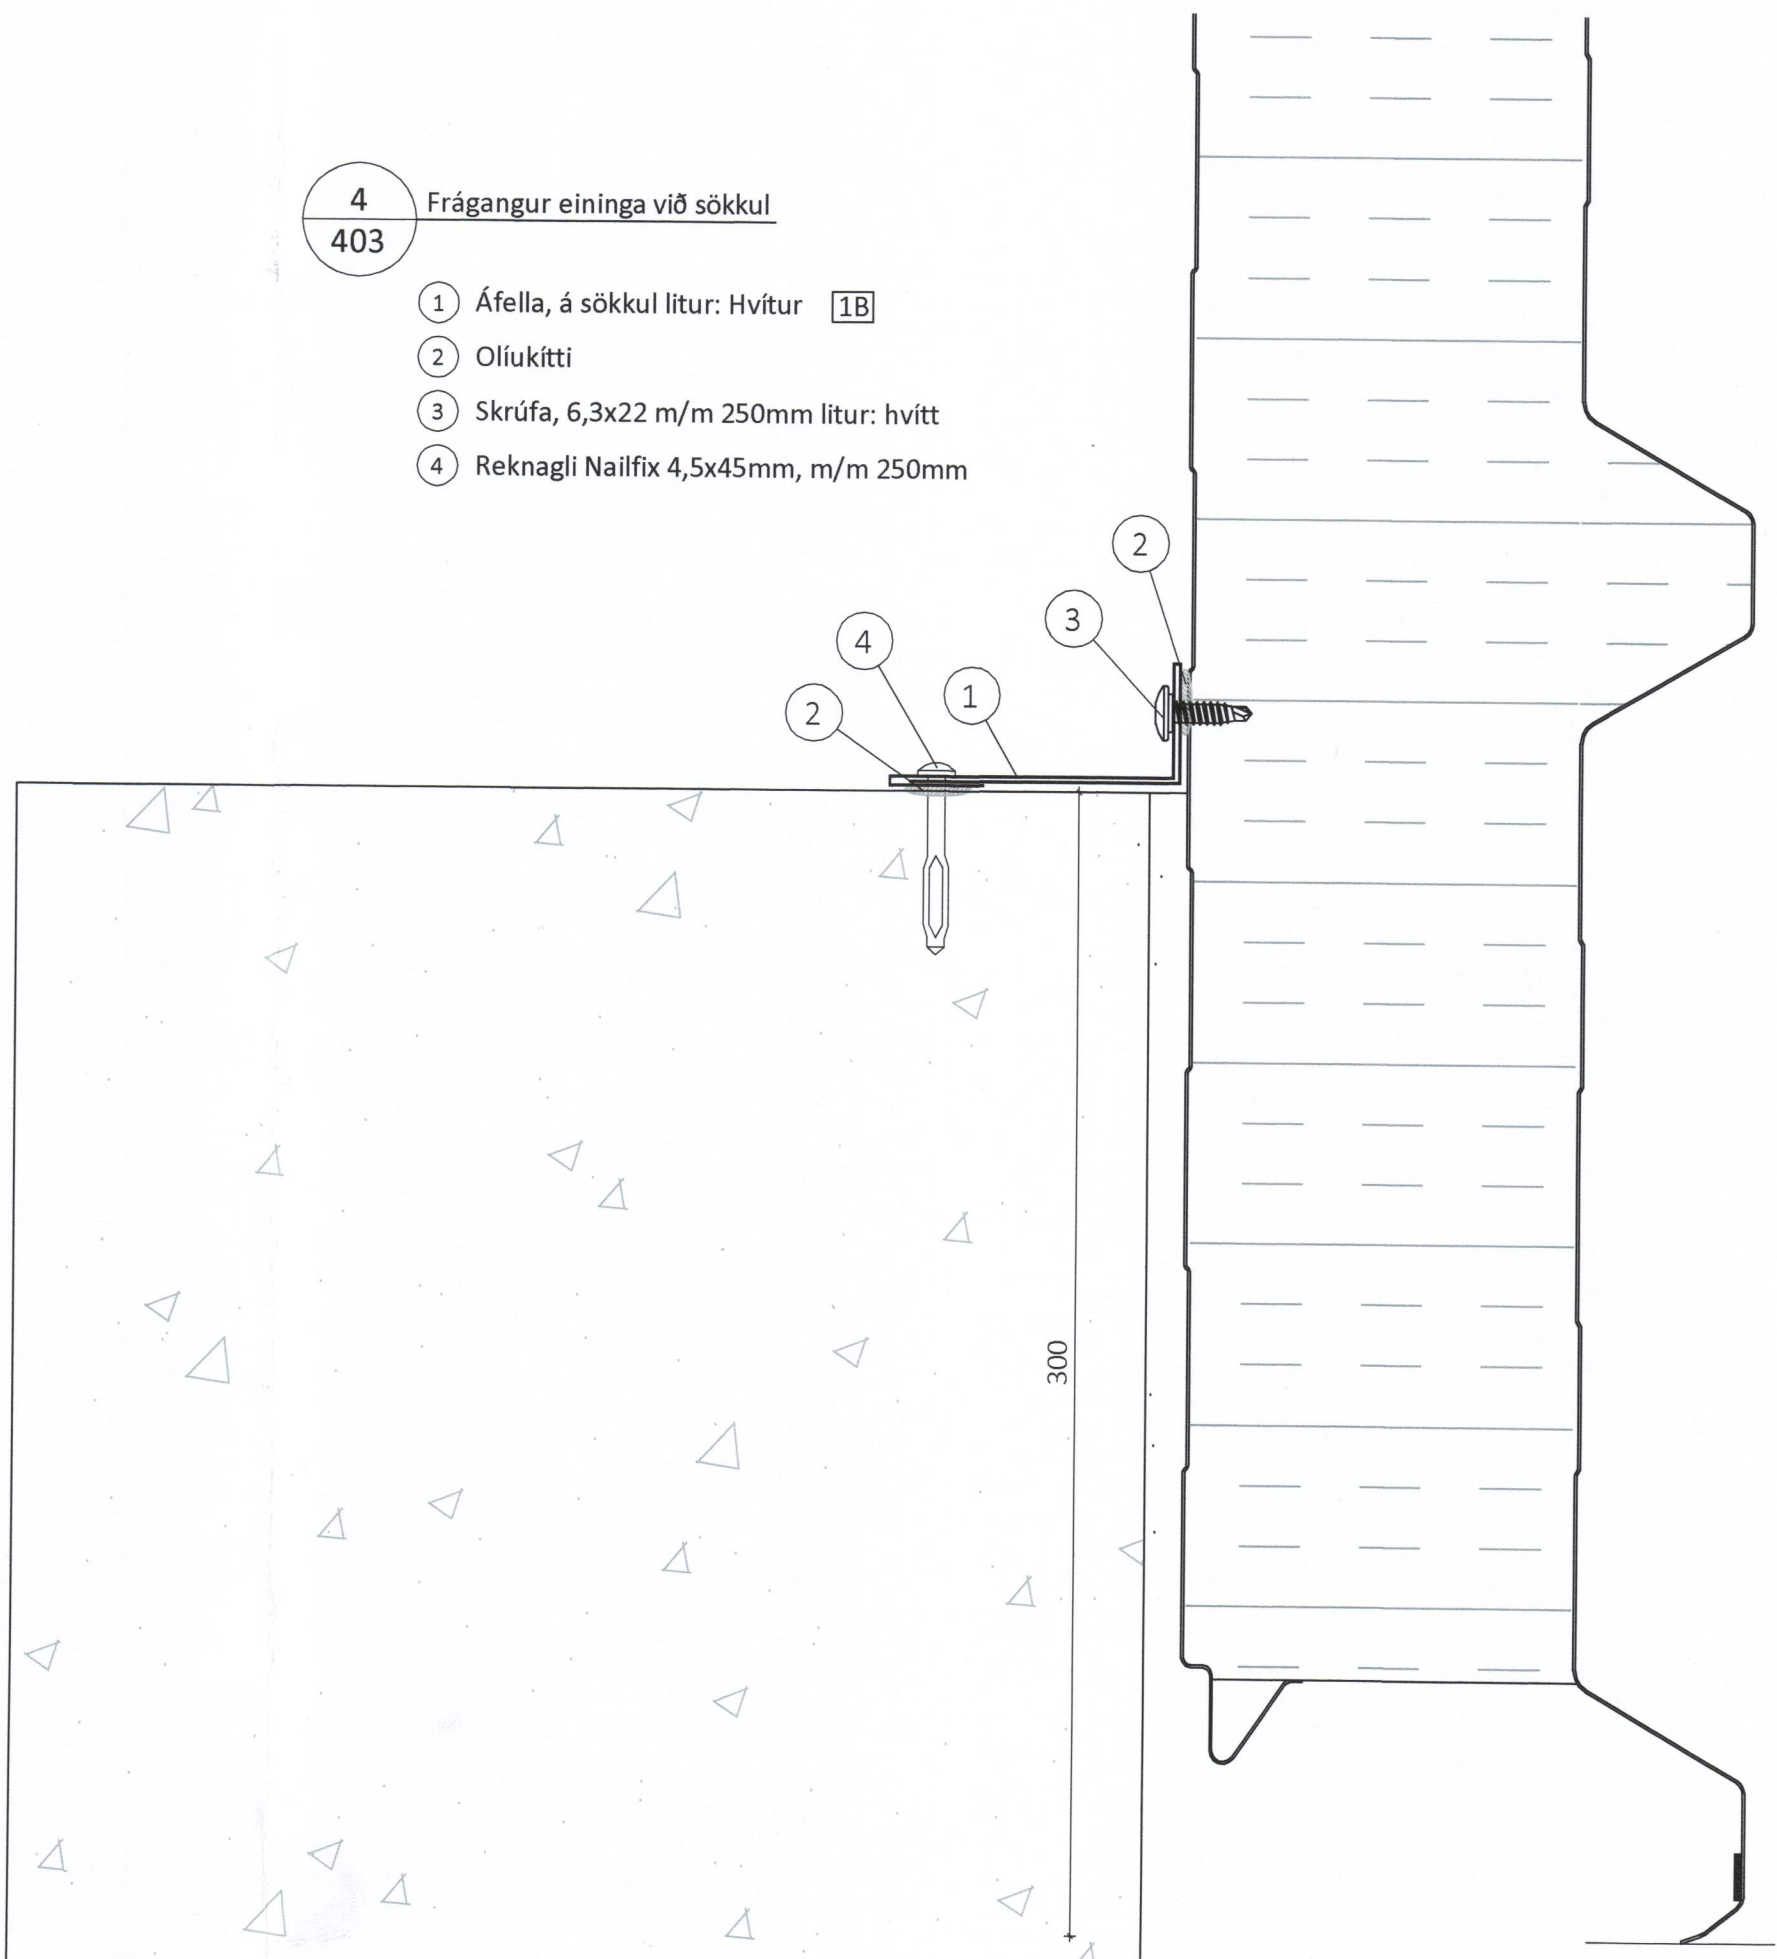 4
403
Frágangur eininga við sökkul
1 Áfella, á sökkul litur: Hvítur 1B
2 Olíukítti
3 Skrúfa, 6,3x22 m/m 250mm litur: hvítt
4 Reknagli Nailfix 4,5x45mm, m/m 250mm
2
3
4
1
2
300